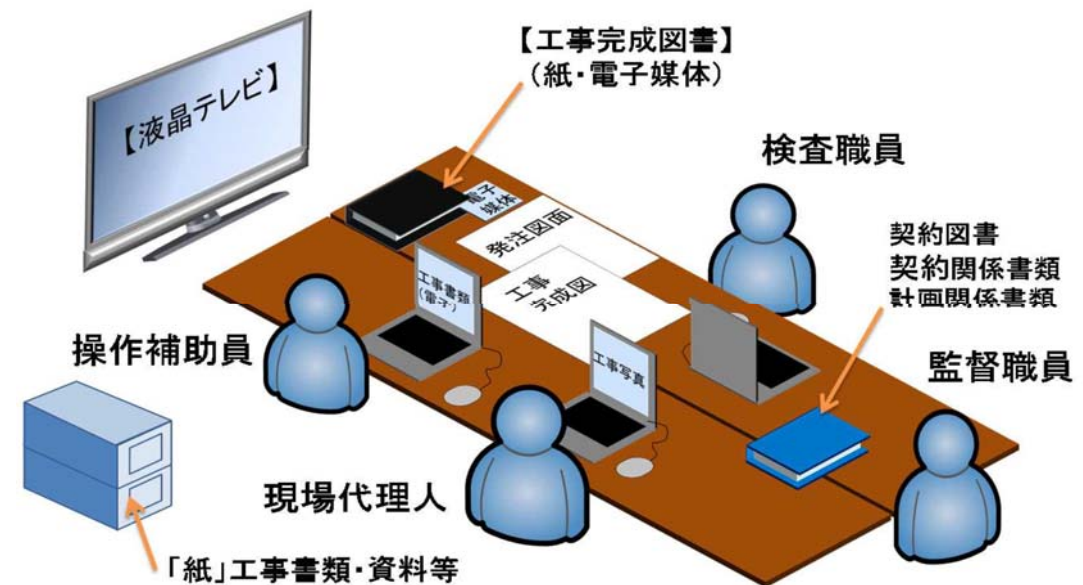 【工事完成図書】
(紙・電子媒体)
【液晶テレビ】
検査職員
電子
媒体
発注図面
契約図書
契約関係書類
計画関係書類
工事書類
(電子)
工事
完成図
操作補助員
工事写真
監督職員
現場代理人
「紙」工事書類・資料等